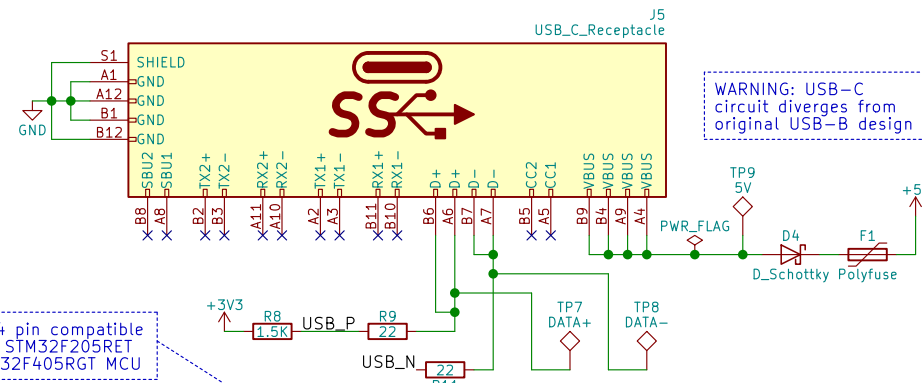 J5
USB_C_Receptacle
S1
SHIELD
A1
GND
A12
GND
B1
GND
B12
GND
GND
SS
WARNING: USB-C
circuit diverges from
original USB-B design
SBU2
SBU1
TX2+
TX2-
RX2+
RX2-
TX1+
TX1-
RX1+
RX1-
D+
D+
D-
D-
CC2
CC1
VBUS
VBUS
VBUS
VBUS
B8
A8
B2
B3
A11
A10
A2
A3
B11
B10
B6
A6
B7
A7
B5
A5
B9
B4
A9
A4
TP9
5V
PWR_FLAG
D4
D_Schottky
F1
Polyfuse
+5
+3V3
R8
1.5K
USB_P
R9
22
TP7
DATA+
TP8
DATA-
USB_N
22
4 pin compatible
STM32F205RET
32F405RGT MCU